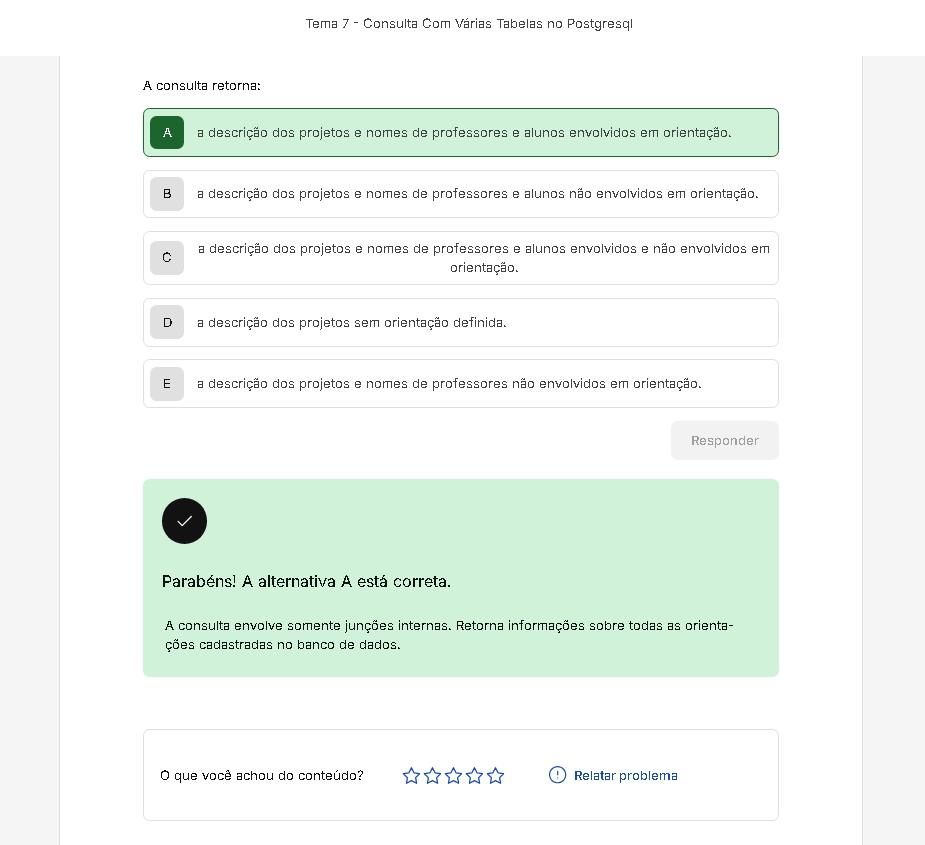 Tema 7 - Consulta Com Várias Tabelas no Postgresql
A consulta retorna:
A a descrição dos projetos e nomes de professores e alunos envolvidos em orientação.
B a descrição dos projetos e nomes de professores e alunos não envolvidos em orientação.
C a descrição dos projetos e nomes de professores e alunos envolvidos e não envolvidos em
orientação.
D a descrição dos projetos sem orientação definida.
E a descrição dos projetos e nomes de professores não envolvidos em orientação.
Responder
Parabéns! A alternativa A está correta.
A consulta envolve somente junções internas. Retorna informações sobre todas as orienta-
ções cadastradas no banco de dados.
O que você achou do conteúdo? Relatar problema